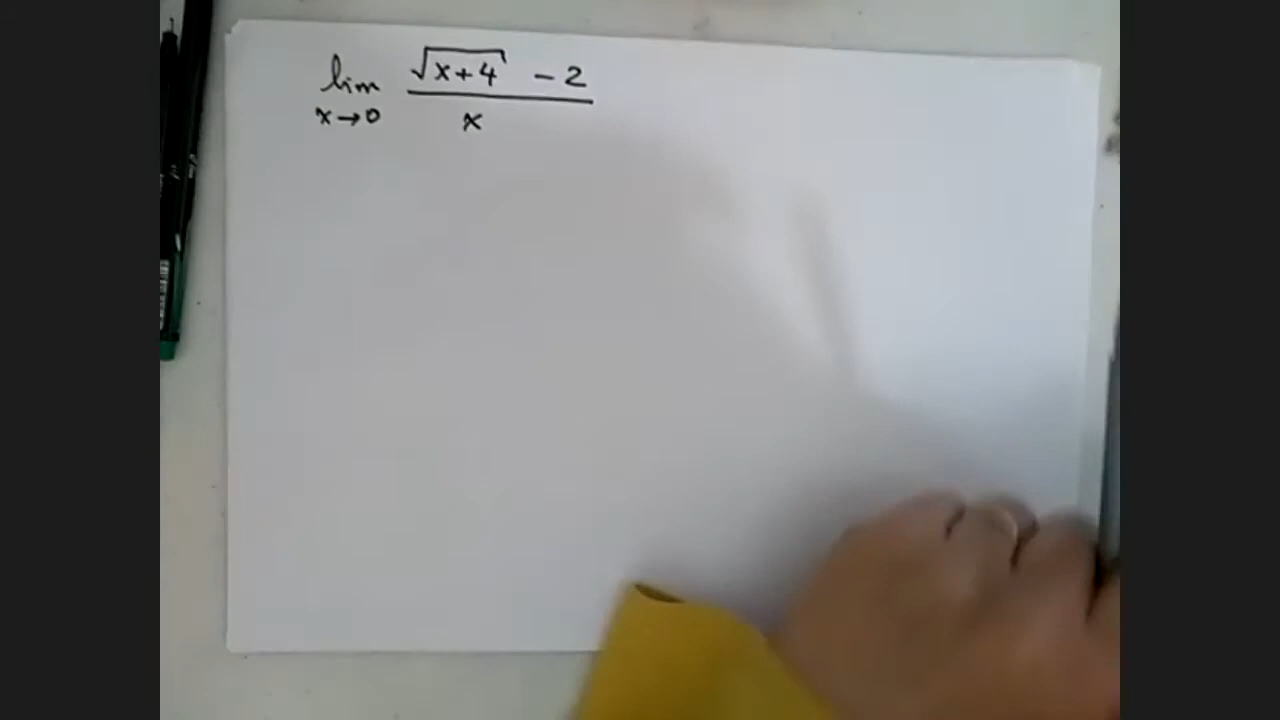 lim √(x+4) - 2
x→0 x